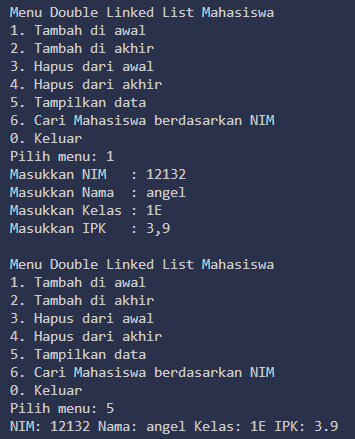 Menu Double Linked List Mahasiswa
1. Tambah di awal
2. Tambah di akhir
3. Hapus dari awal
4. Hapus dari akhir
5. Tampilkan data
6. Cari Mahasiswa berdasarkan NIM
0. Keluar
Pilih menu: 1
Masukkan NIM   : 12132
Masukkan Nama  : angel
Masukkan Kelas : 1E
Masukkan IPK   : 3,9

Menu Double Linked List Mahasiswa
1. Tambah di awal
2. Tambah di akhir
3. Hapus dari awal
4. Hapus dari akhir
5. Tampilkan data
6. Cari Mahasiswa berdasarkan NIM
0. Keluar
Pilih menu: 5
NIM: 12132 Nama: angel Kelas: 1E IPK: 3.9